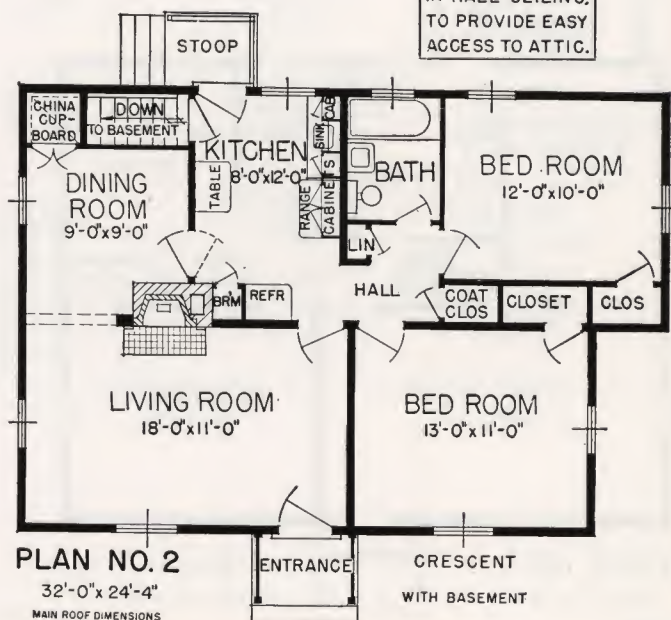 IN HALL CEILING,
TO PROVIDE EASY
ACCESS TO ATTIC.
STOOP
CHINA
CUP-
BOARD
DOWN
TO BASEMENT
KITCHEN
8'-0"x12'-0"
TABLE
CAB
SINK
CABINETS
RANGE
BATH
BED ROOM
12'-0"x10'-0"
DINING
ROOM
9'-0"x9'-0"
LIN
HALL
BR'M
REFR
COAT
CLOS
CLOSET
CLOS
LIVING ROOM
18'-0"x11'-0"
BED ROOM
13'-0"x11'-0"
PLAN NO. 2
32'-0"x 24'-4"
MAIN ROOF DIMENSIONS
ENTRANCE
CRESCENT
WITH BASEMENT